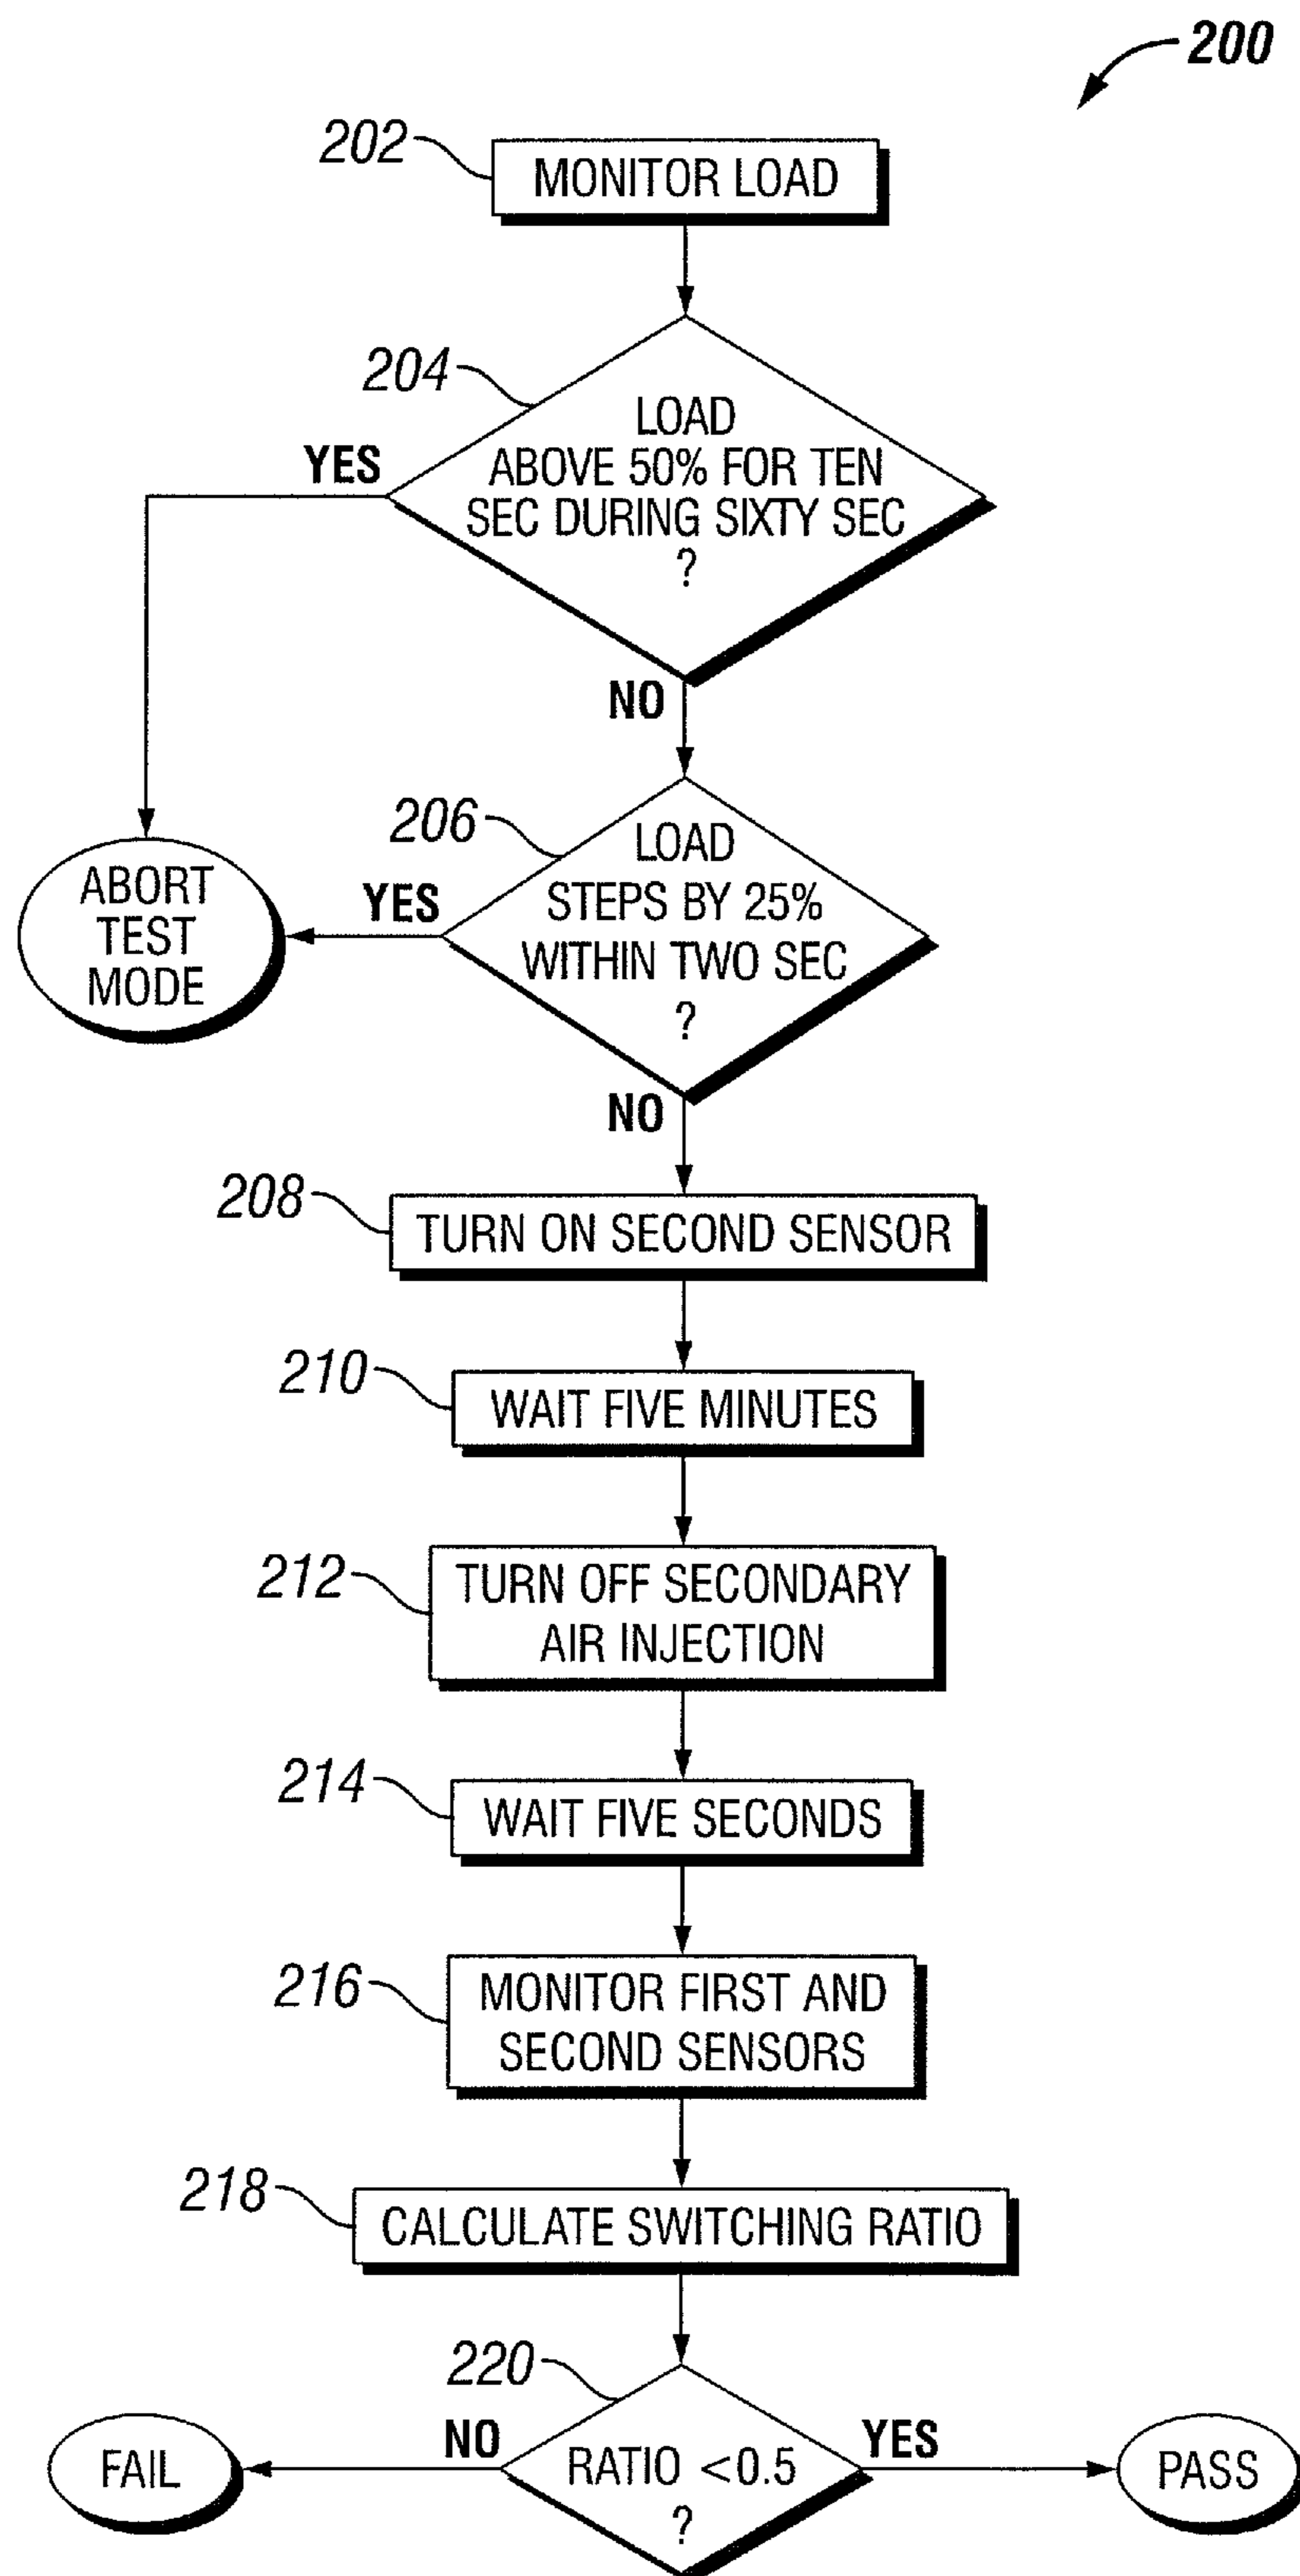 200
202
MONITOR LOAD
204
LOAD
ABOVE 50% FOR TEN
SEC DURING SIXTY SEC
?
YES
NO
206
LOAD
STEPS BY 25%
WITHIN TWO SEC
?
YES
ABORT
TEST
MODE
NO
208
TURN ON SECOND SENSOR
210
WAIT FIVE MINUTES
212
TURN OFF SECONDARY
AIR INJECTION
214
WAIT FIVE SECONDS
216
MONITOR FIRST AND
SECOND SENSORS
218
CALCULATE SWITCHING RATIO
220
RATIO <0.5
?
NO
FAIL
YES
PASS